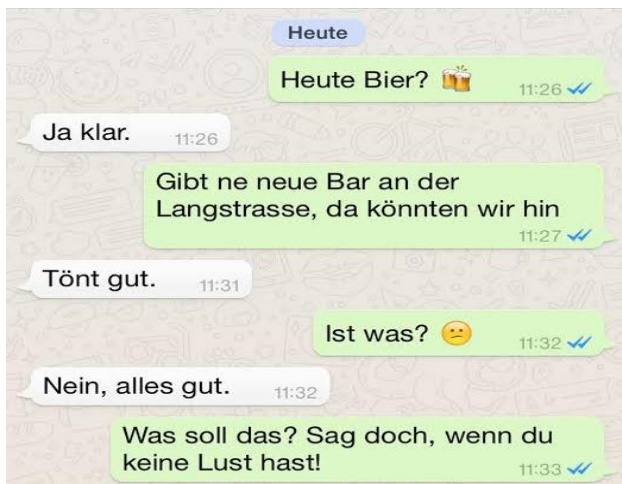 Heute
Heute Bier? 🍻
11:26
Ja klar.
11:26
Gibt ne neue Bar an der
Langstrasse, da könnten wir hin
11:27
Tönt gut.
11:31
Ist was? 😕
11:32
Nein, alles gut.
11:32
Was soll das? Sag doch, wenn du
keine Lust hast!
11:33